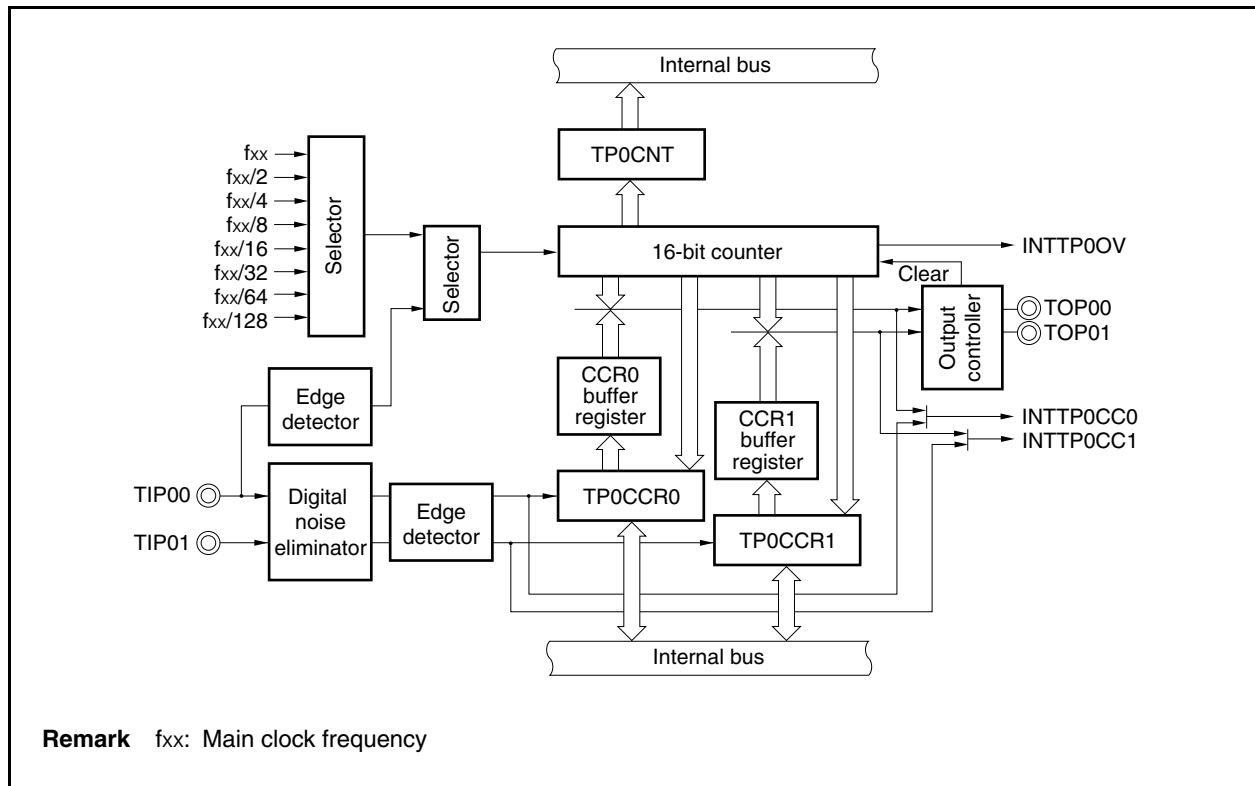 Internal bus
TP0CNT
fxx
fxx/2
fxx/4
fxx/8
fxx/16
fxx/32
fxx/64
fxx/128
Selector
Selector
16-bit counter
INTTP0OV
Clear
Output
controller
TOP00
TOP01
CCR0
buffer
register
CCR1
buffer
register
INTTP0CC0
INTTP0CC1
Edge
detector
TIP00
TIP01
Digital
noise
eliminator
Edge
detector
TP0CCR0
TP0CCR1
Internal bus
Remark fxx: Main clock frequency